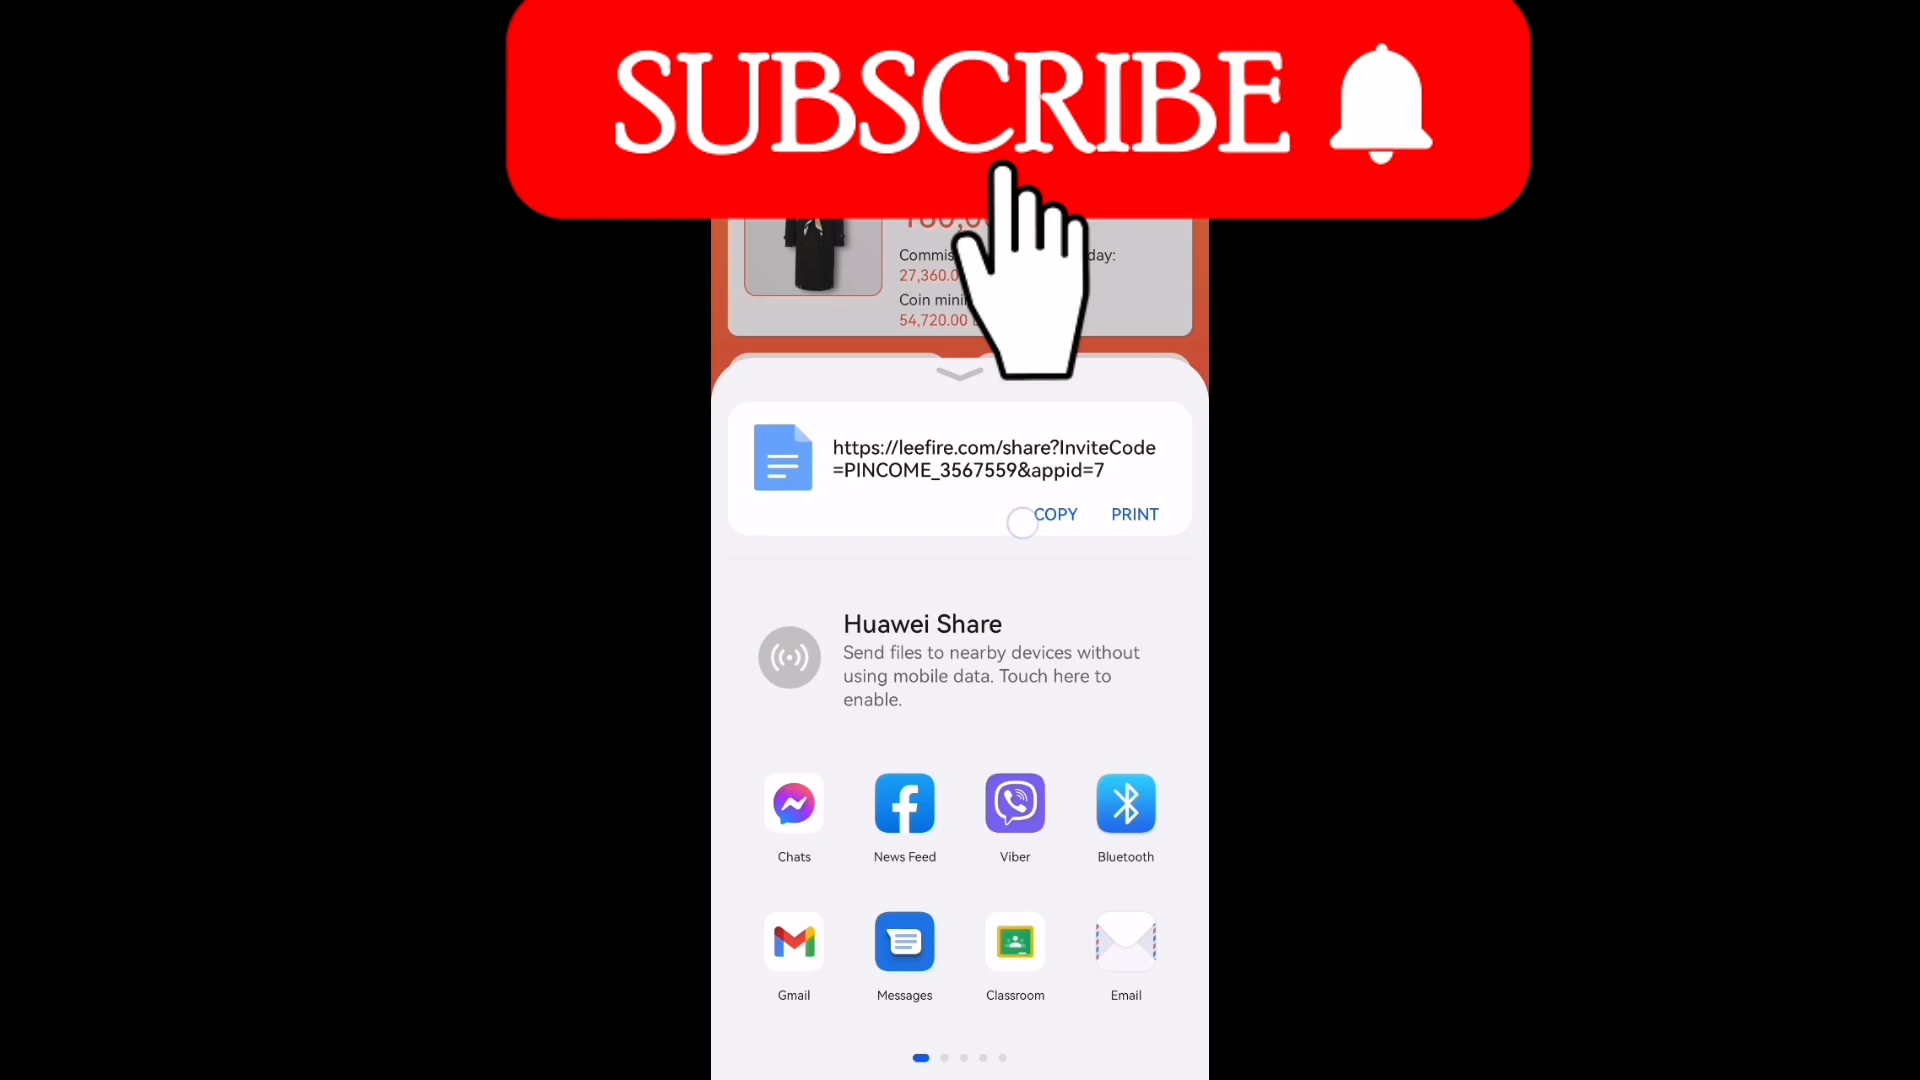 SUBSCRIBE
Commis day:
27,360.0
Coin mini
54,720.00
https://leefire.com/share?InviteCode
=PINCOME_3567559&appid=7
COPY PRINT
Huawei Share
Send files to nearby devices without
using mobile data. Touch here to
enable.
Chats News Feed Viber Bluetooth
Gmail Messages Classroom Email